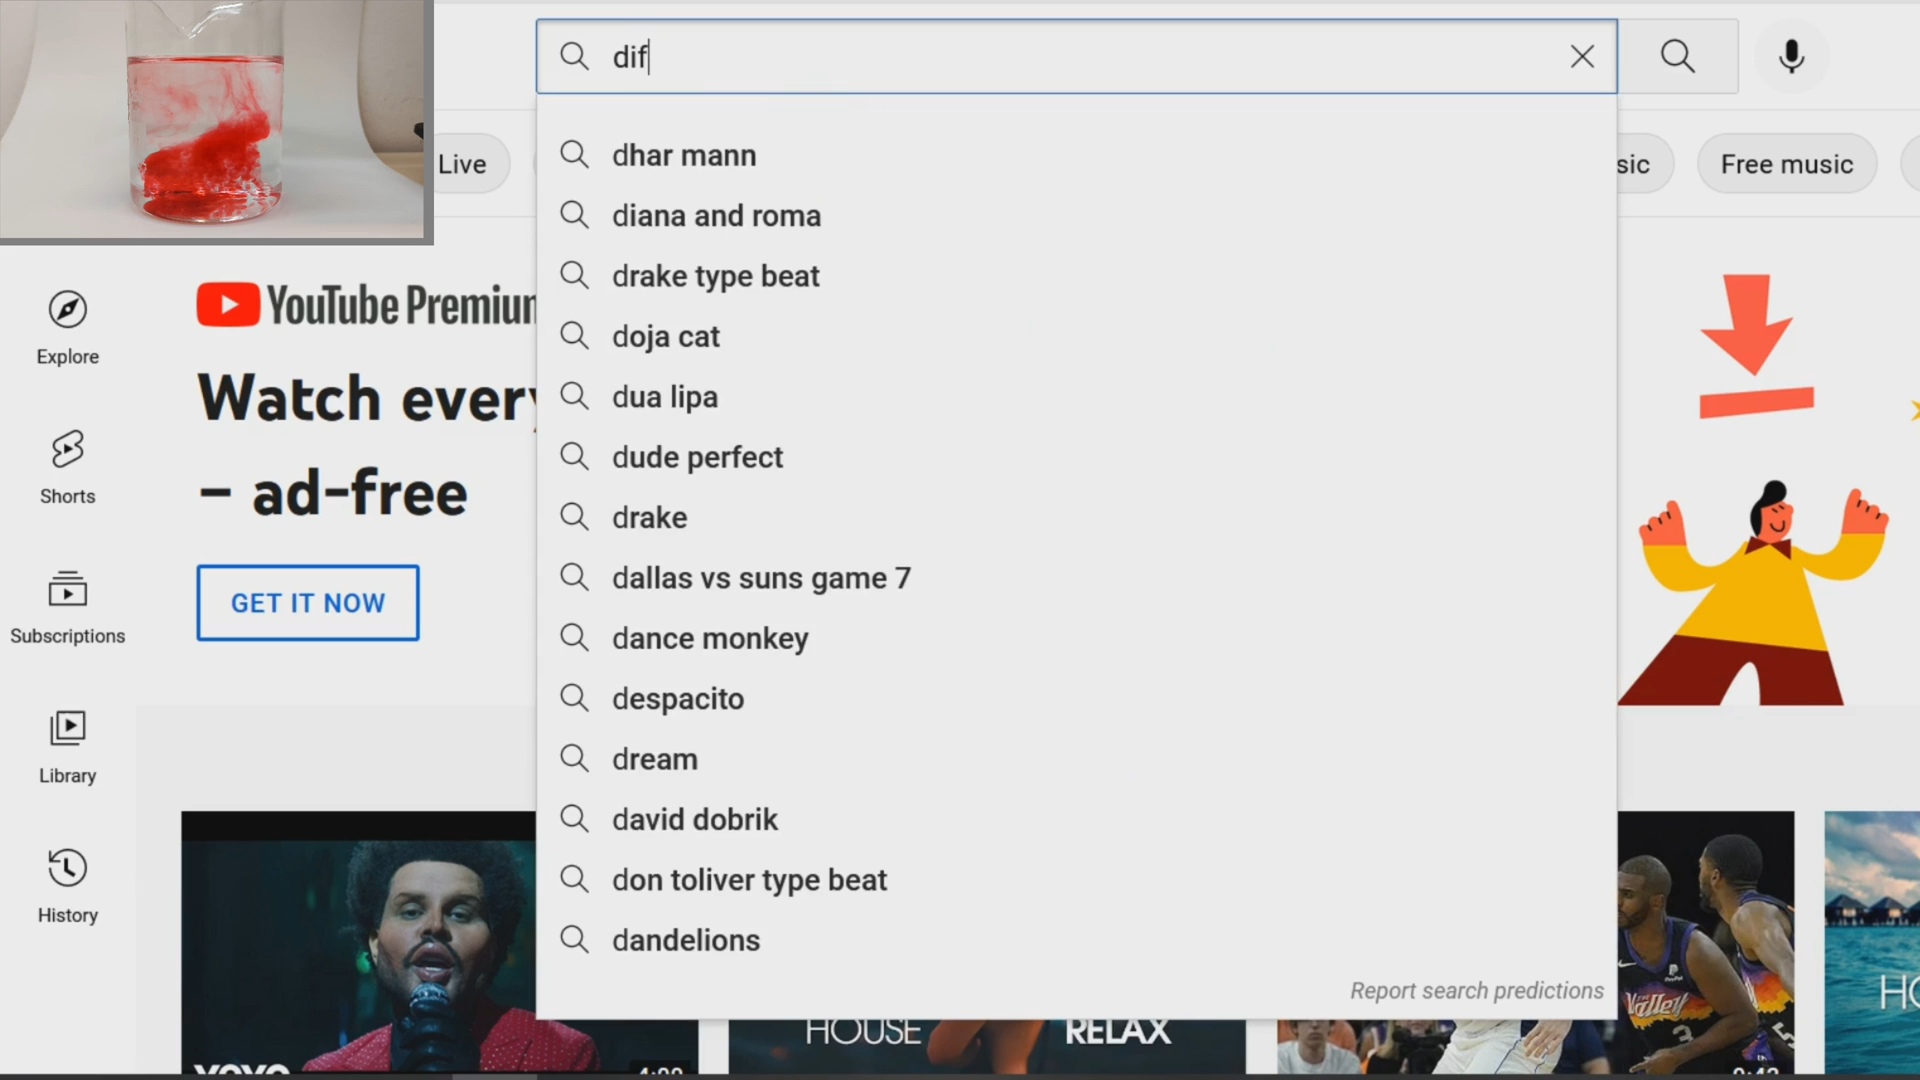 dif
Live
sic
Free music
dhar mann
diana and roma
drake type beat
doja cat
dua lipa
dude perfect
drake
dallas vs suns game 7
dance monkey
despacito
dream
david dobrik
don toliver type beat
dandelions
Report search predictions
Explore
Shorts
Subscriptions
Library
History
YouTube Premium
Watch every
– ad-free
GET IT NOW
HOUSE
RELAX
Valley
3